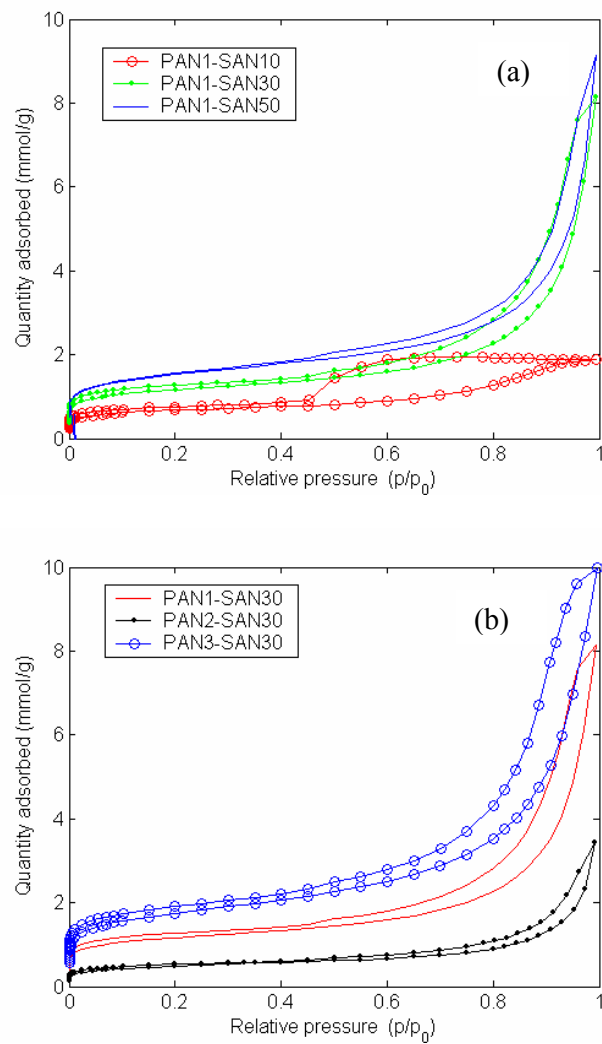 10
8
6
4
2
0
0
0.2
0.4
0.6
0.8
1
Quantity adsorbed (mmol/g)
Relative pressure (p/p0)
PAN1-SAN10
PAN1-SAN30
PAN1-SAN50
(a)
10
8
6
4
2
0
0
0.2
0.4
0.6
0.8
1
Quantity adsorbed (mmol/g)
Relative pressure (p/p0)
PAN1-SAN30
PAN2-SAN30
PAN3-SAN30
(b)